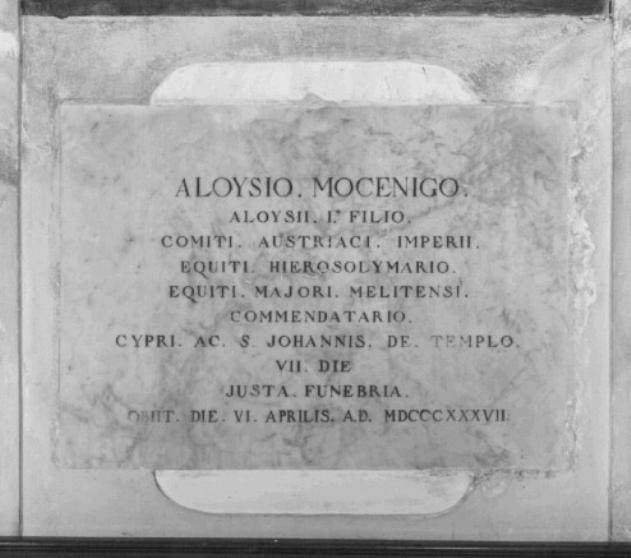 ALOYSIO. MOCENIGO.
ALOYSII. I.º FILIO.
COMITI. AUSTRIACI. IMPERII.
EQUITI. HIEROSOLYMARIO.
EQUITI. MAJORI. MELITENSI.
COMMENDATARIO.
CYPRI. AC. S. JOHANNIS. DE. TEMPLO.
VII. DIE
JUSTA. FUNEBRIA.
OBIIT. DIE. VI. APRILIS. A.D. MDCCCXXXVII.